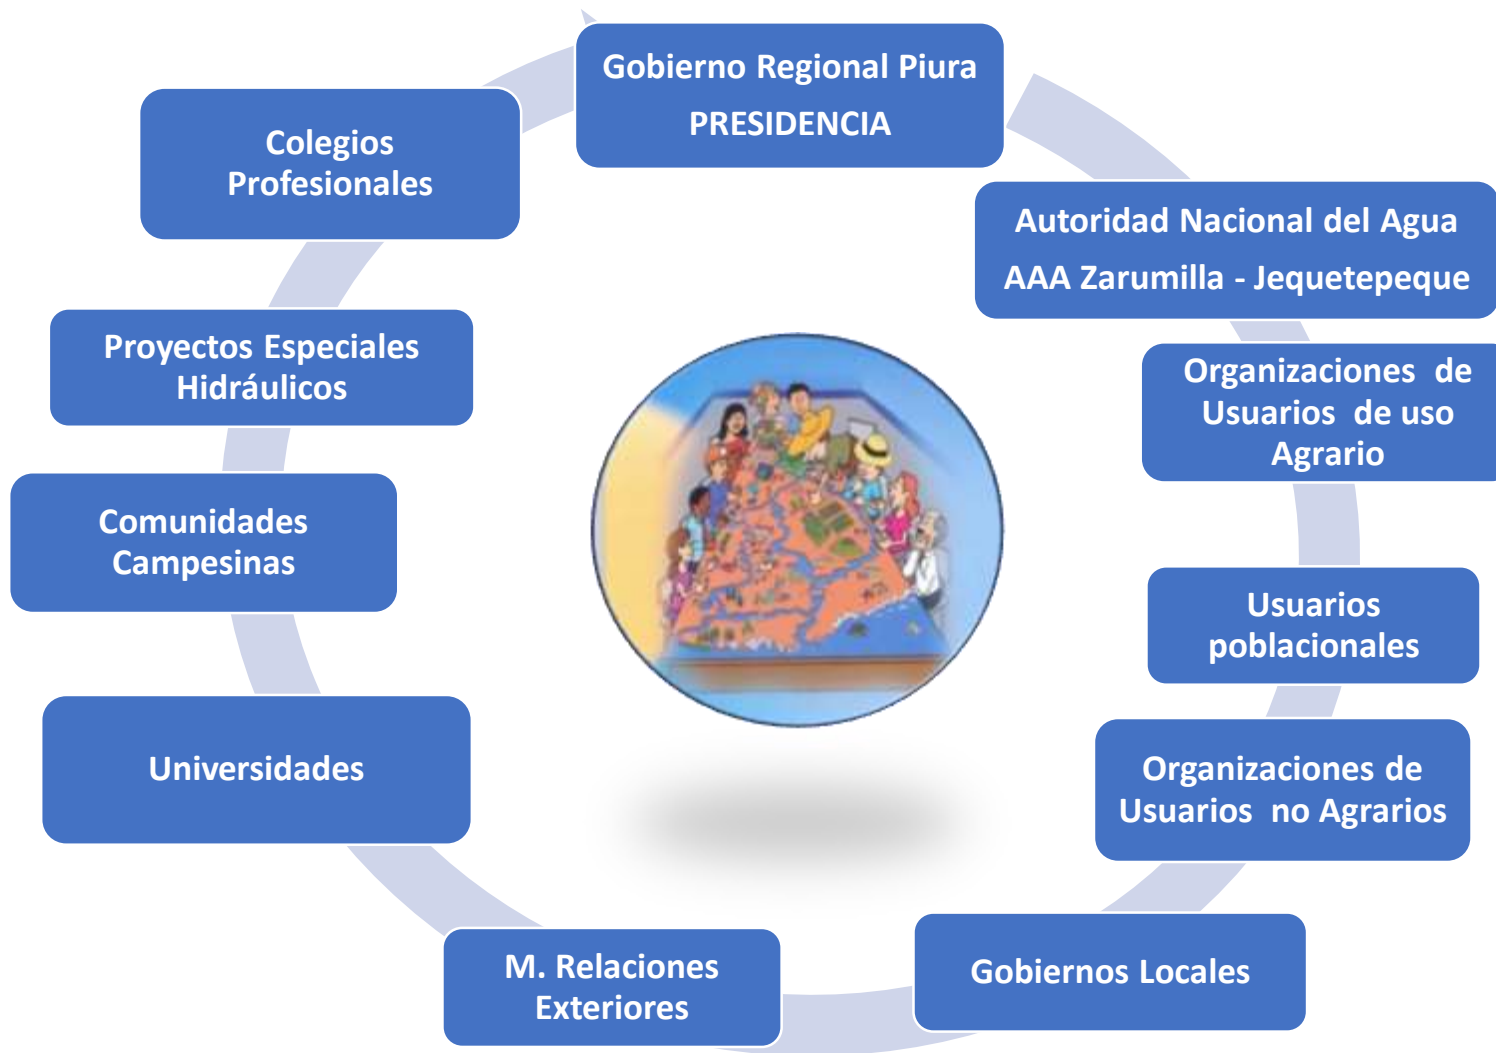 Gobierno Regional Piura
PRESIDENCIA
Autoridad Nacional del Agua
AAA Zarumilla - Jequetepeque
Organizaciones de
Usuarios de uso
Agrario
Usuarios
poblacionales
Organizaciones de
Usuarios no Agrarios
Gobiernos Locales
M. Relaciones
Exteriores
Universidades
Comunidades
Campesinas
Proyectos Especiales
Hidráulicos
Colegios
Profesionales